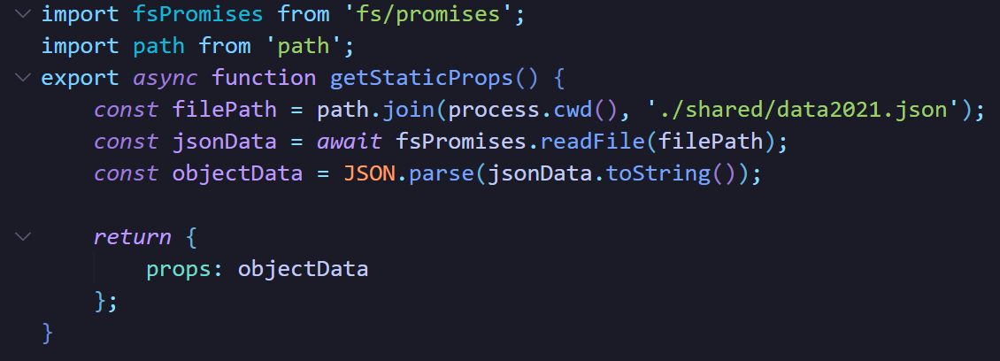 import fsPromises from 'fs/promises';
import path from 'path';
export async function getStaticProps() {
    const filePath = path.join(process.cwd(), './shared/data2021.json');
    const jsonData = await fsPromises.readFile(filePath);
    const objectData = JSON.parse(jsonData.toString());

    return {
        props: objectData
    };
}